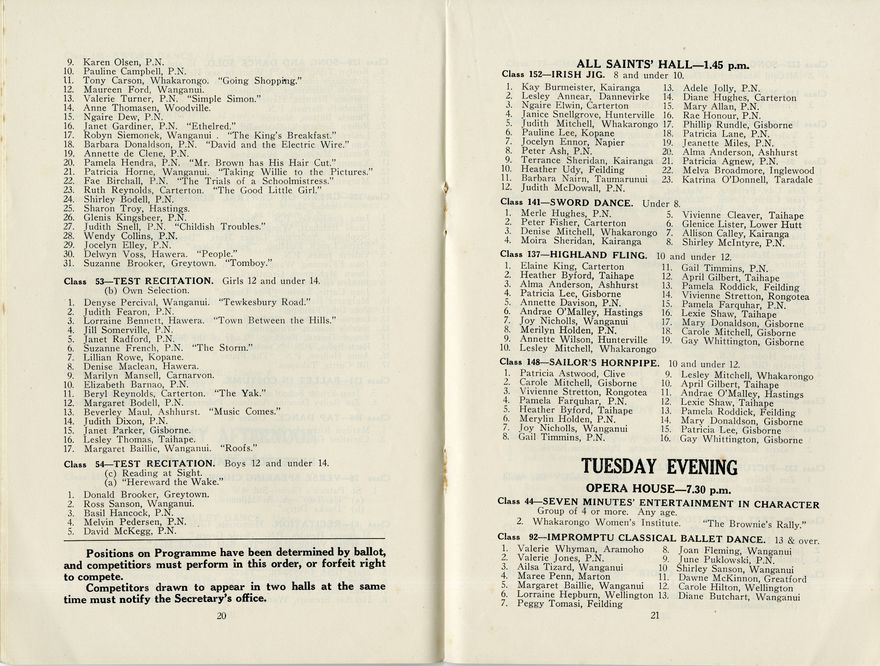 9. Karen Olsen, P.N.
10. Pauline Campbell, P.N.
11. Tony Carson, Whakarongo. "Going Shopping."
12. Maureen Ford, Wanganui.
13. Valerie Turner, P.N. "Simple Simon."
14. Anne Thomasen, Woodville.
15. Ngaire Dew, P.N.
16. Janet Gardiner, P.N. "Ethelred."
17. Robyn Siemonek, Wanganui. "The King's Breakfast."
18. Barbara Donaldson, P.N. "David and the Electric Wire."
19. Annette de Clene, P.N.
20. Pamela Hendra, P.N. "Mr. Brown has His Hair Cut."
21. Patricia Horne, Wanganui. "Taking Willie to the Pictures."
22. Fae Birchall, P.N. "The Trials of a Schoolmistress."
23. Ruth Reynolds, Carterton. "The Good Little Girl."
24. Shirley Bodell, P.N.
25. Sharon Troy, Hastings.
26. Glenis Kingsbeer, P.N.
27. Judith Snell, P.N. "Childish Troubles."
28. Wendy Collins, P.N.
29. Jocelyn Elley, P.N.
30. Delwyn Voss, Hawera. "People."
31. Suzanne Brooker, Greytown. "Tomboy."
Class 53—TEST RECITATION. Girls 12 and under 14.
(b) Own Selection.
1. Denyse Percival, Wanganui. "Tewkesbury Road."
2. Judith Fearon, P.N.
3. Lorraine Bennett, Hawera. "Town Between the Hills."
4. Jill Somerville, P.N.
5. Janet Radford, P.N.
6. Suzanne French, P.N. "The Storm."
7. Lillian Rowe, Kopane.
8. Denise Maclean, Hawera.
9. Marilyn Mansell, Carnarvon.
10. Elizabeth Barnao, P.N.
11. Beryl Reynolds, Carterton. "The Yak."
12. Margaret Bodell, P.N.
13. Beverley Maul, Ashhurst. "Music Comes."
14. Judith Dixon, P.N.
15. Janet Parker, Gisborne.
16. Lesley Thomas, Taihape.
17. Margaret Baillie, Wanganui. "Roofs."
Class 54—TEST RECITATION. Boys 12 and under 14.
(c) Reading at Sight.
(a) "Hereward the Wake."
1. Donald Brooker, Greytown.
2. Ross Sanson, Wanganui.
3. Basil Hancock, P.N.
4. Melvin Pedersen, P.N.
5. David McKegg, P.N.
Positions on Programme have been determined by ballot,
and competitiors must perform in this order, or forfeit right
to compete.
Competitors drawn to appear in two halls at the same
time must notify the Secretary's office.
20
ALL SAINTS' HALL—1.45 p.m.
Class 152—IRISH JIG. 8 and under 10.
1. Kay Burmeister, Kairanga
2. Lesley Annear, Dannevirke
3. Ngaire Elwin, Carterton
4. Janice Snellgrove, Hunterville
5. Judith Mitchell, Whakarongo
6. Pauline Lee, Kopane
7. Jocelyn Ennor, Napier
8. Peter Ash, P.N.
9. Terrance Sheridan, Kairanga
10. Heather Udy, Feilding
11. Barbara Nairn, Taumarunui
12. Judith McDowall, P.N.
13. Adele Jolly, P.N.
14. Diane Hughes, Carterton
15. Mary Allan, P.N.
16. Rae Honour, P.N.
17. Phillip Rundle, Gisborne
18. Patricia Lane, P.N.
19. Jeanette Miles, P.N.
20. Alma Anderson, Ashhurst
21. Patricia Agnew, P.N.
22. Melva Broadmore, Inglewood
23. Katrina O'Donnell, Taradale
Class 141—SWORD DANCE. Under 8.
1. Merle Hughes, P.N.
2. Peter Fisher, Carterton
3. Denise Mitchell, Whakarongo
4. Moira Sheridan, Kairanga
5. Vivienne Cleaver, Taihape
6. Glenice Lister, Lower Hutt
7. Allison Calley, Kairanga
8. Shirley McIntyre, P.N.
Class 137—HIGHLAND FLING. 10 and under 12.
1. Elaine King, Carterton
2. Heather Byford, Taihape
3. Alma Anderson, Ashhurst
4. Patricia Lee, Gisborne
5. Annette Davison, P.N.
6. Andrae O'Malley, Hastings
7. Joy Nicholls, Wanganui
8. Merilyn Holden, P.N.
9. Annette Wilson, Hunterville
10. Lesley Mitchell, Whakarongo
11. Gail Timmins, P.N.
12. April Gilbert, Taihape
13. Pamela Roddick, Feilding
14. Vivienne Stretton, Rongotea
15. Pamela Farquhar, P.N.
16. Lexie Shaw, Taihape
17. Mary Donaldson, Gisborne
18. Carole Mitchell, Gisborne
19. Gay Whittington, Gisborne
Class 148—SAILOR'S HORNPIPE. 10 and under 12.
1. Patricia Astwood, Clive
2. Carole Mitchell, Gisborne
3. Vivienne Stretton, Rongotea
4. Pamela Farquhar, P.N.
5. Heather Byford, Taihape
6. Merylin Holden, P.N.
7. Joy Nicholls, Wanganui
8. Gail Timmins, P.N.
9. Lesley Mitchell, Whakarongo
10. April Gilbert, Taihape
11. Andrae O'Malley, Hastings
12. Lexie Shaw, Taihape
13. Pamela Roddick, Feilding
14. Mary Donaldson, Gisborne
15. Patricia Lee, Gisborne
16. Gay Whittington, Gisborne
TUESDAY EVENING
OPERA HOUSE—7.30 p.m.
Class 44—SEVEN MINUTES' ENTERTAINMENT IN CHARACTER
Group of 4 or more. Any age.
2. Whakarongo Women's Institute. "The Brownie's Rally."
Class 92—IMPROMPTU CLASSICAL BALLET DANCE. 13 & over.
1. Valerie Whyman, Aramoho
2. Valerie Jones, P.N.
3. Ailsa Tizard, Wanganui
4. Maree Penn, Marton
5. Margaret Baillie, Wanganui
6. Lorraine Hepburn, Wellington
7. Peggy Tomasi, Feilding
8. Joan Fleming, Wanganui
9. June Puklowski, P.N.
10 Shirley Sanson, Wanganui
11. Dawne McKinnon, Greatford
12. Carole Hilton, Wellington
13. Diane Butchart, Wanganui
21